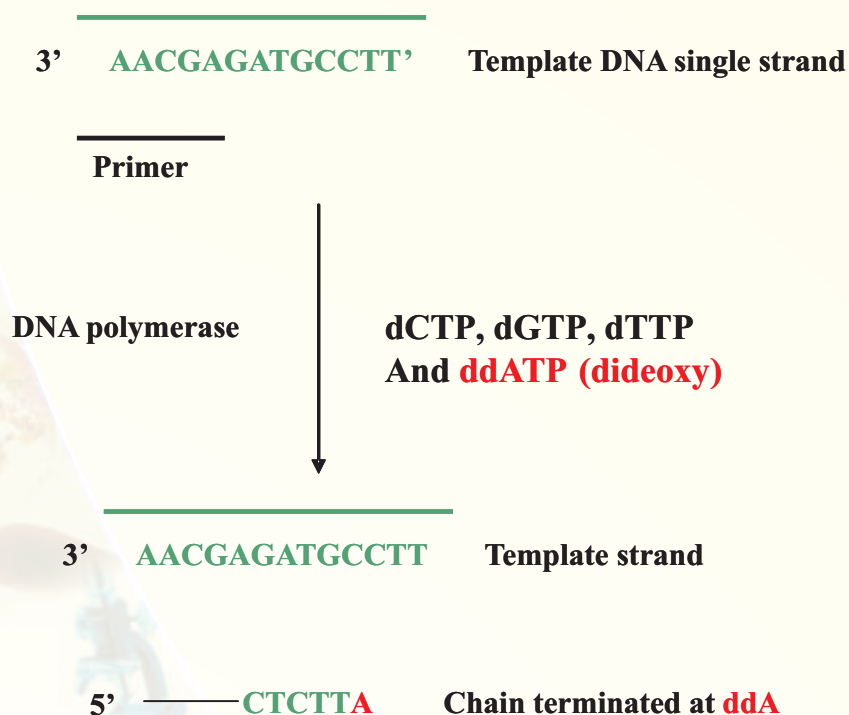 3’ AACGAGATGCCTT’ Template DNA single strand
Primer
DNA polymerase
dCTP, dGTP, dTTP
And ddATP (dideoxy)
3’ AACGAGATGCCTT Template strand
5’ CTCTTA Chain terminated at ddA